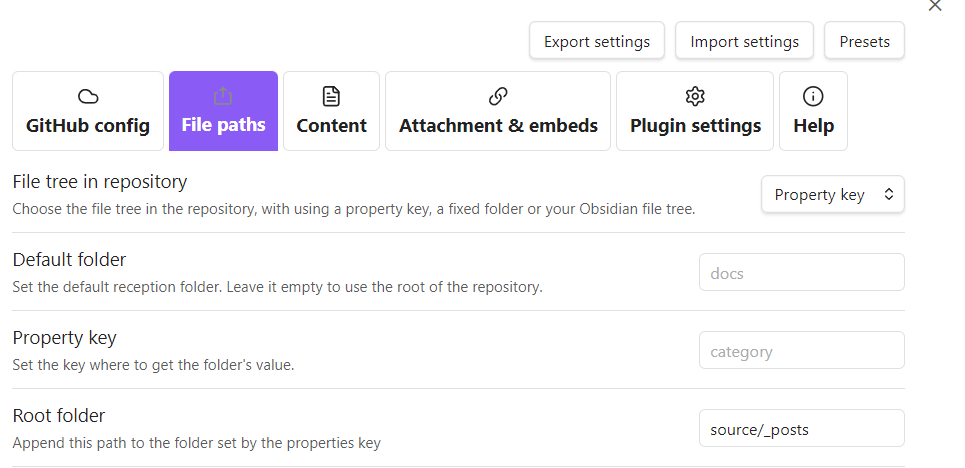 Export settings Import settings Presets
GitHub config File paths Content Attachment & embeds Plugin settings Help
File tree in repository
Choose the file tree in the repository, with using a property key, a fixed folder or your Obsidian file tree.
Property key
Default folder
Set the default reception folder. Leave it empty to use the root of the repository.
docs
Property key
Set the key where to get the folder's value.
category
Root folder
Append this path to the folder set by the properties key
source/_posts